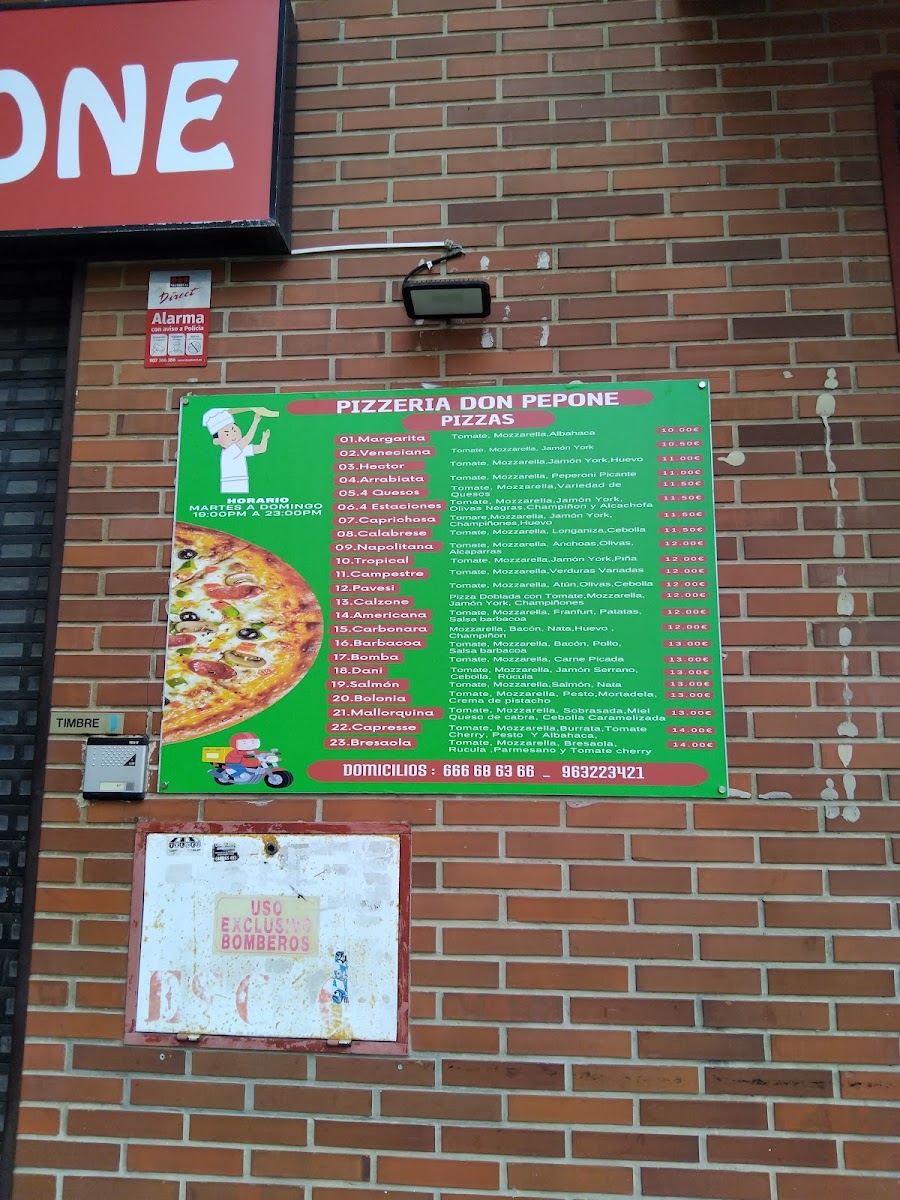 ONE
Direct
Alarma
con aviso a Policía
902 366 366
PIZZERIA DON PEPONE
PIZZAS
HORARIO
MARTES A DOMINGO
19:00PM A 23:00PM
01.Margarita Tomate, Mozzarella,Albahaca 10.00€
02.Veneciana Tomate, Mozzarella, Jamón York 10.50€
03.Hector Tomate, Mozzarella,Jamón York,Huevo 11.00€
04.Arrabiata Tomate, Mozzarella, Peperoni Picante 11.00€
05.4 Quesos Tomate, Mozzarella,Variedad de 11.50€
Quesos
06.4 Estaciones Tomate, Mozzarella,Jamón York, 11.50€
Olivas Negras,Champiñon y Alcachofa
07.Caprichosa Tomare,Mozzarella, Jamón York, 11.50€
Champiñones,Huevo
08.Calabrese Tomate, Mozzarella, Longaniza,Cebolla 11.50€
09.Napolitana Tomate, Mozzarella, Anchoas,Olivas, 12.00€
Alcaparras
10.Tropical Tomate, Mozzarella,Jamón York,Piña 12.00€
11.Campestre Tomate, Mozzarella,Verduras Variadas 12.00€
12.Pavesi Tomate, Mozzarella, Atún,Olivas,Cebolla 12.00€
13.Calzone Pizza Doblada con Tomate,Mozzarella, 12.00€
Jamón York, Champiñones
14.Americana Tomate, Mozzarella, Franfurt, Patatas, 12.00€
Salsa barbacoa
15.Carbonara Mozzarella, Bacón, Nata,Huevo , 12.00€
Champiñon
16.Barbacoa Tomate, Mozzarella, Bacón, Pollo, 13.00€
Salsa barbacoa
17.Bomba Tomate, Mozzarella, Carne Picada 13.00€
18.Dani Tomate, Mozzarella, Jamón Serrano, 13.00€
Cebolla, Rúcula
19.Salmón Tomate, Mozzarella,Salmón, Nata 13.00€
20.Bolonia Tomate, Mozzarella, Pesto,Mortadela, 13.00€
Crema de pistacho
21.Mallorquina Tomate, Mozzarella, Sobrasada,Miel 13.00€
Queso de cabra, Cebolla Caramelizada
22.Capresse Tomate, Mozzarella,Burrata,Tomate 14.00€
Cherry, Pesto Y Albahaca,
23.Bresaola Tomate, Mozzarella, Bresaola, 14.00€
Rucula ,Parmesano y Tomate cherry
DOMICILIOS : 666 68 63 66 _ 963223421
TIMBRE
USO
EXCLUSIVO
BOMBEROS
ESC